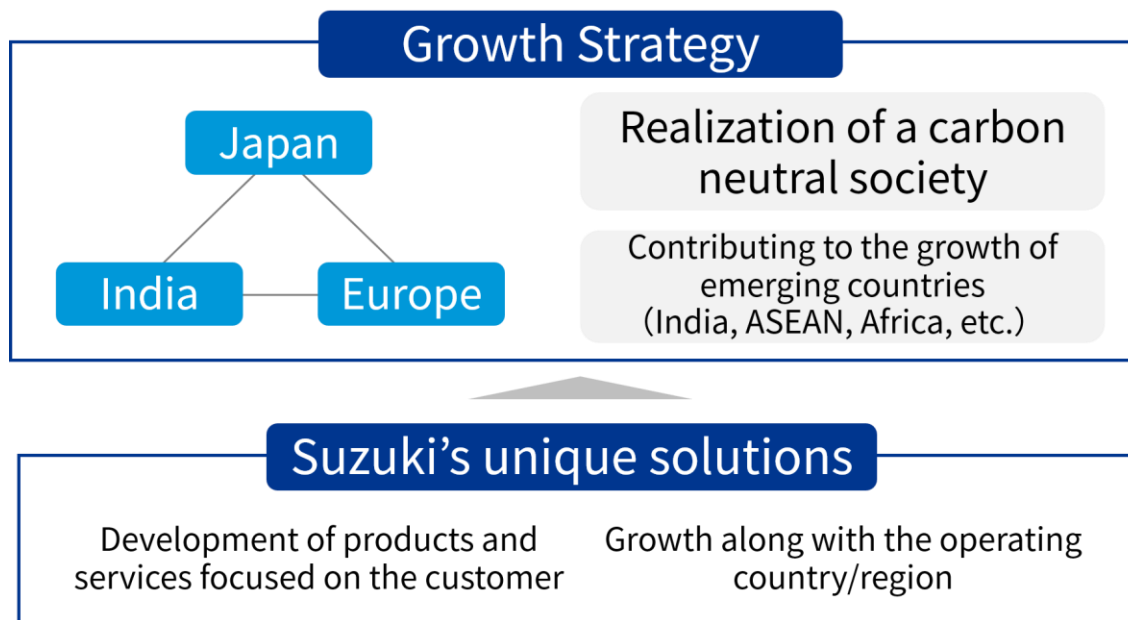 Growth Strategy
Japan
India
Europe
Realization of a carbon
neutral society
Contributing to the growth of
emerging countries
（India, ASEAN, Africa, etc.）
Suzuki’s unique solutions
Development of products and
services focused on the customer
Growth along with the operating
country/region